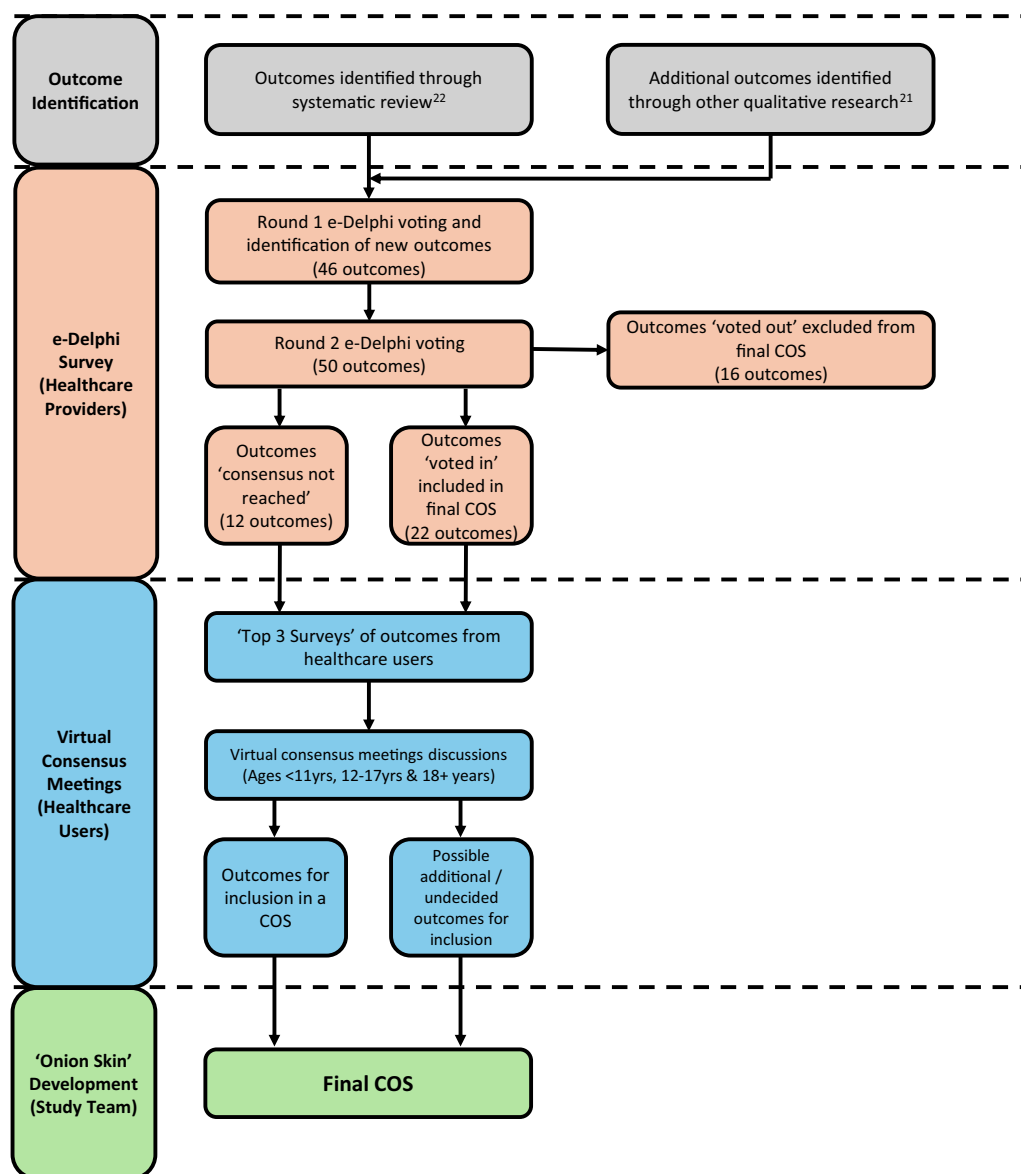 Outcome
Identification
Outcomes identified through
systematic review22
Additional outcomes identified
through other qualitative research21
e-Delphi
Survey
(Healthcare
Providers)
Round 1 e-Delphi voting and
identification of new outcomes
(46 outcomes)
Round 2 e-Delphi voting
(50 outcomes)
Outcomes ‘voted out’ excluded from
final COS
(16 outcomes)
Outcomes
‘consensus not
reached’
(12 outcomes)
Outcomes
‘voted in’
included in
final COS
(22 outcomes)
Virtual
Consensus
Meetings
(Healthcare
Users)
‘Top 3 Surveys’ of outcomes from
healthcare users
Virtual consensus meetings discussions
(Ages <11yrs, 12-17yrs & 18+ years)
Outcomes for
inclusion in a
COS
Possible
additional /
undecided
outcomes for
inclusion
‘Onion Skin’
Development
(Study Team)
Final COS